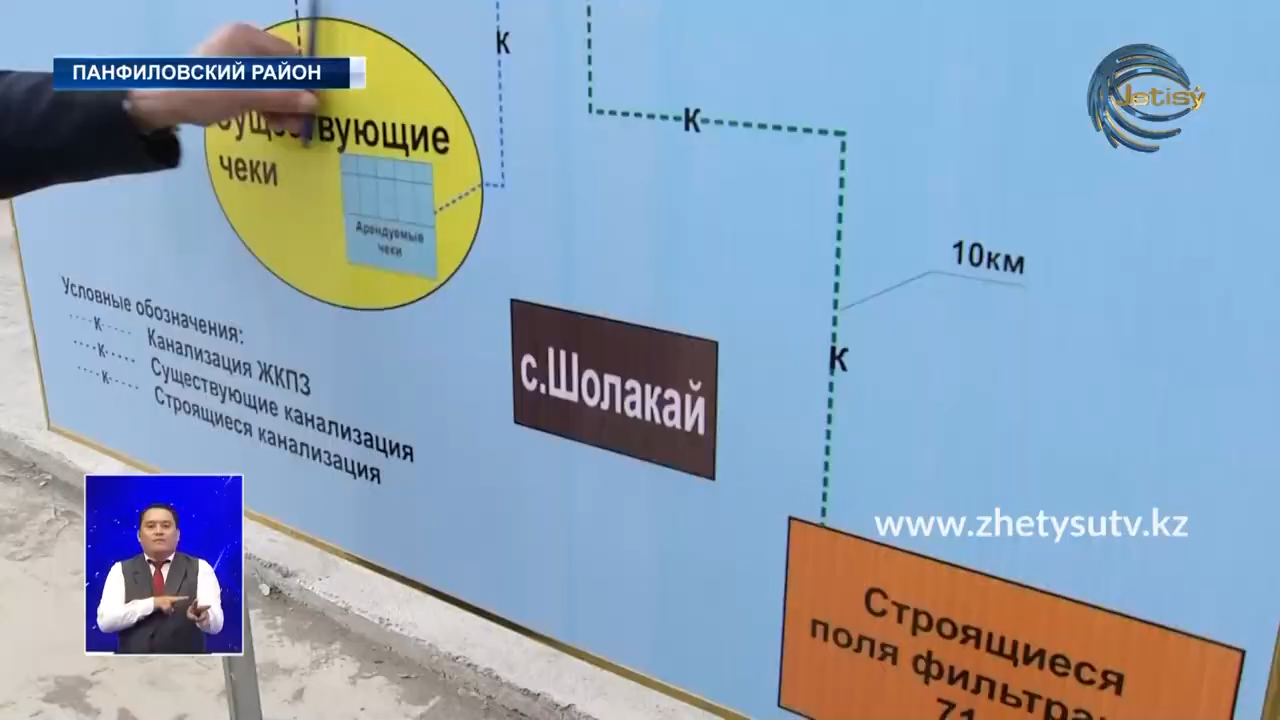 ПАНФИЛОВСКИЙ РАЙОН
Jetisý
К
К
Существующие
чеки
Арендуемые
чеки
10км
Условные обозначения:
К Канализация ЖКПЗ
К Существующие канализация
К Строящиеся канализация
с.Шолакай
К
www.zhetysutv.kz
Строящиеся
поля
71